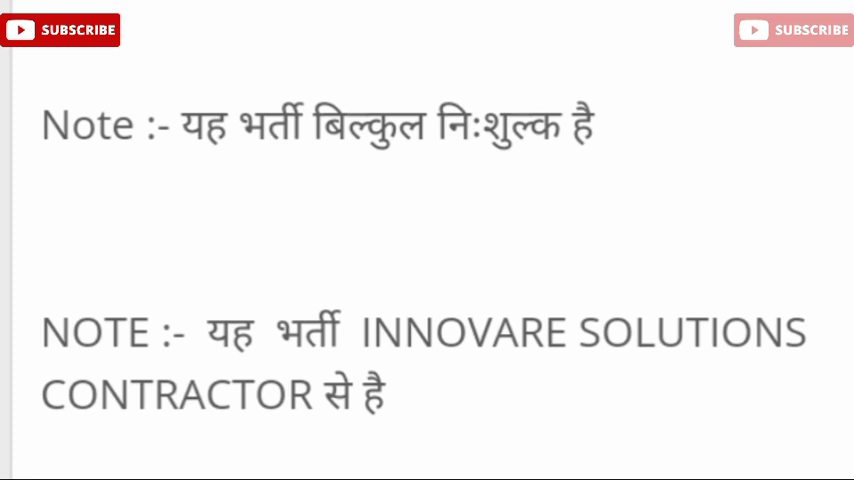 SUBSCRIBE SUBSCRIBE
Note :- यह भर्ती बिल्कुल निःशुल्क है
NOTE :- यह भर्ती INNOVARE SOLUTIONS
CONTRACTOR से है